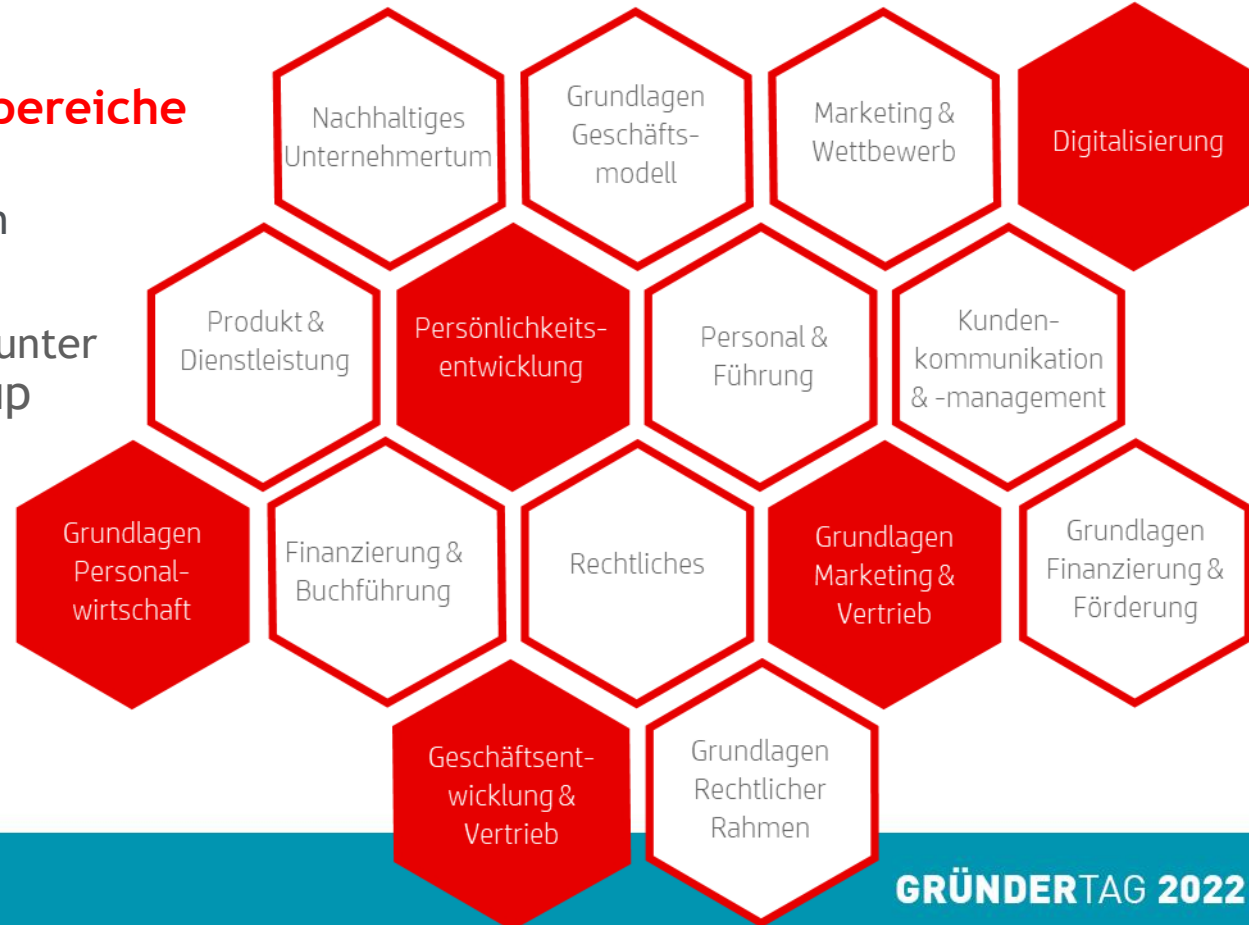 bereiche
n
unter
up
Nachhaltiges
Unternehmertum
Grundlagen
Geschäfts-
modell
Marketing &
Wettbewerb
Digitalisierung
Produkt &
Dienstleistung
Persönlichkeits-
entwicklung
Personal &
Führung
Kunden-
kommunikation
& -management
Grundlagen
Personal-
wirtschaft
Finanzierung &
Buchführung
Rechtliches
Grundlagen
Marketing &
Vertrieb
Grundlagen
Finanzierung &
Förderung
Geschäftsent-
wicklung &
Vertrieb
Grundlagen
Rechtlicher
Rahmen
GRÜNDERTAG 2022